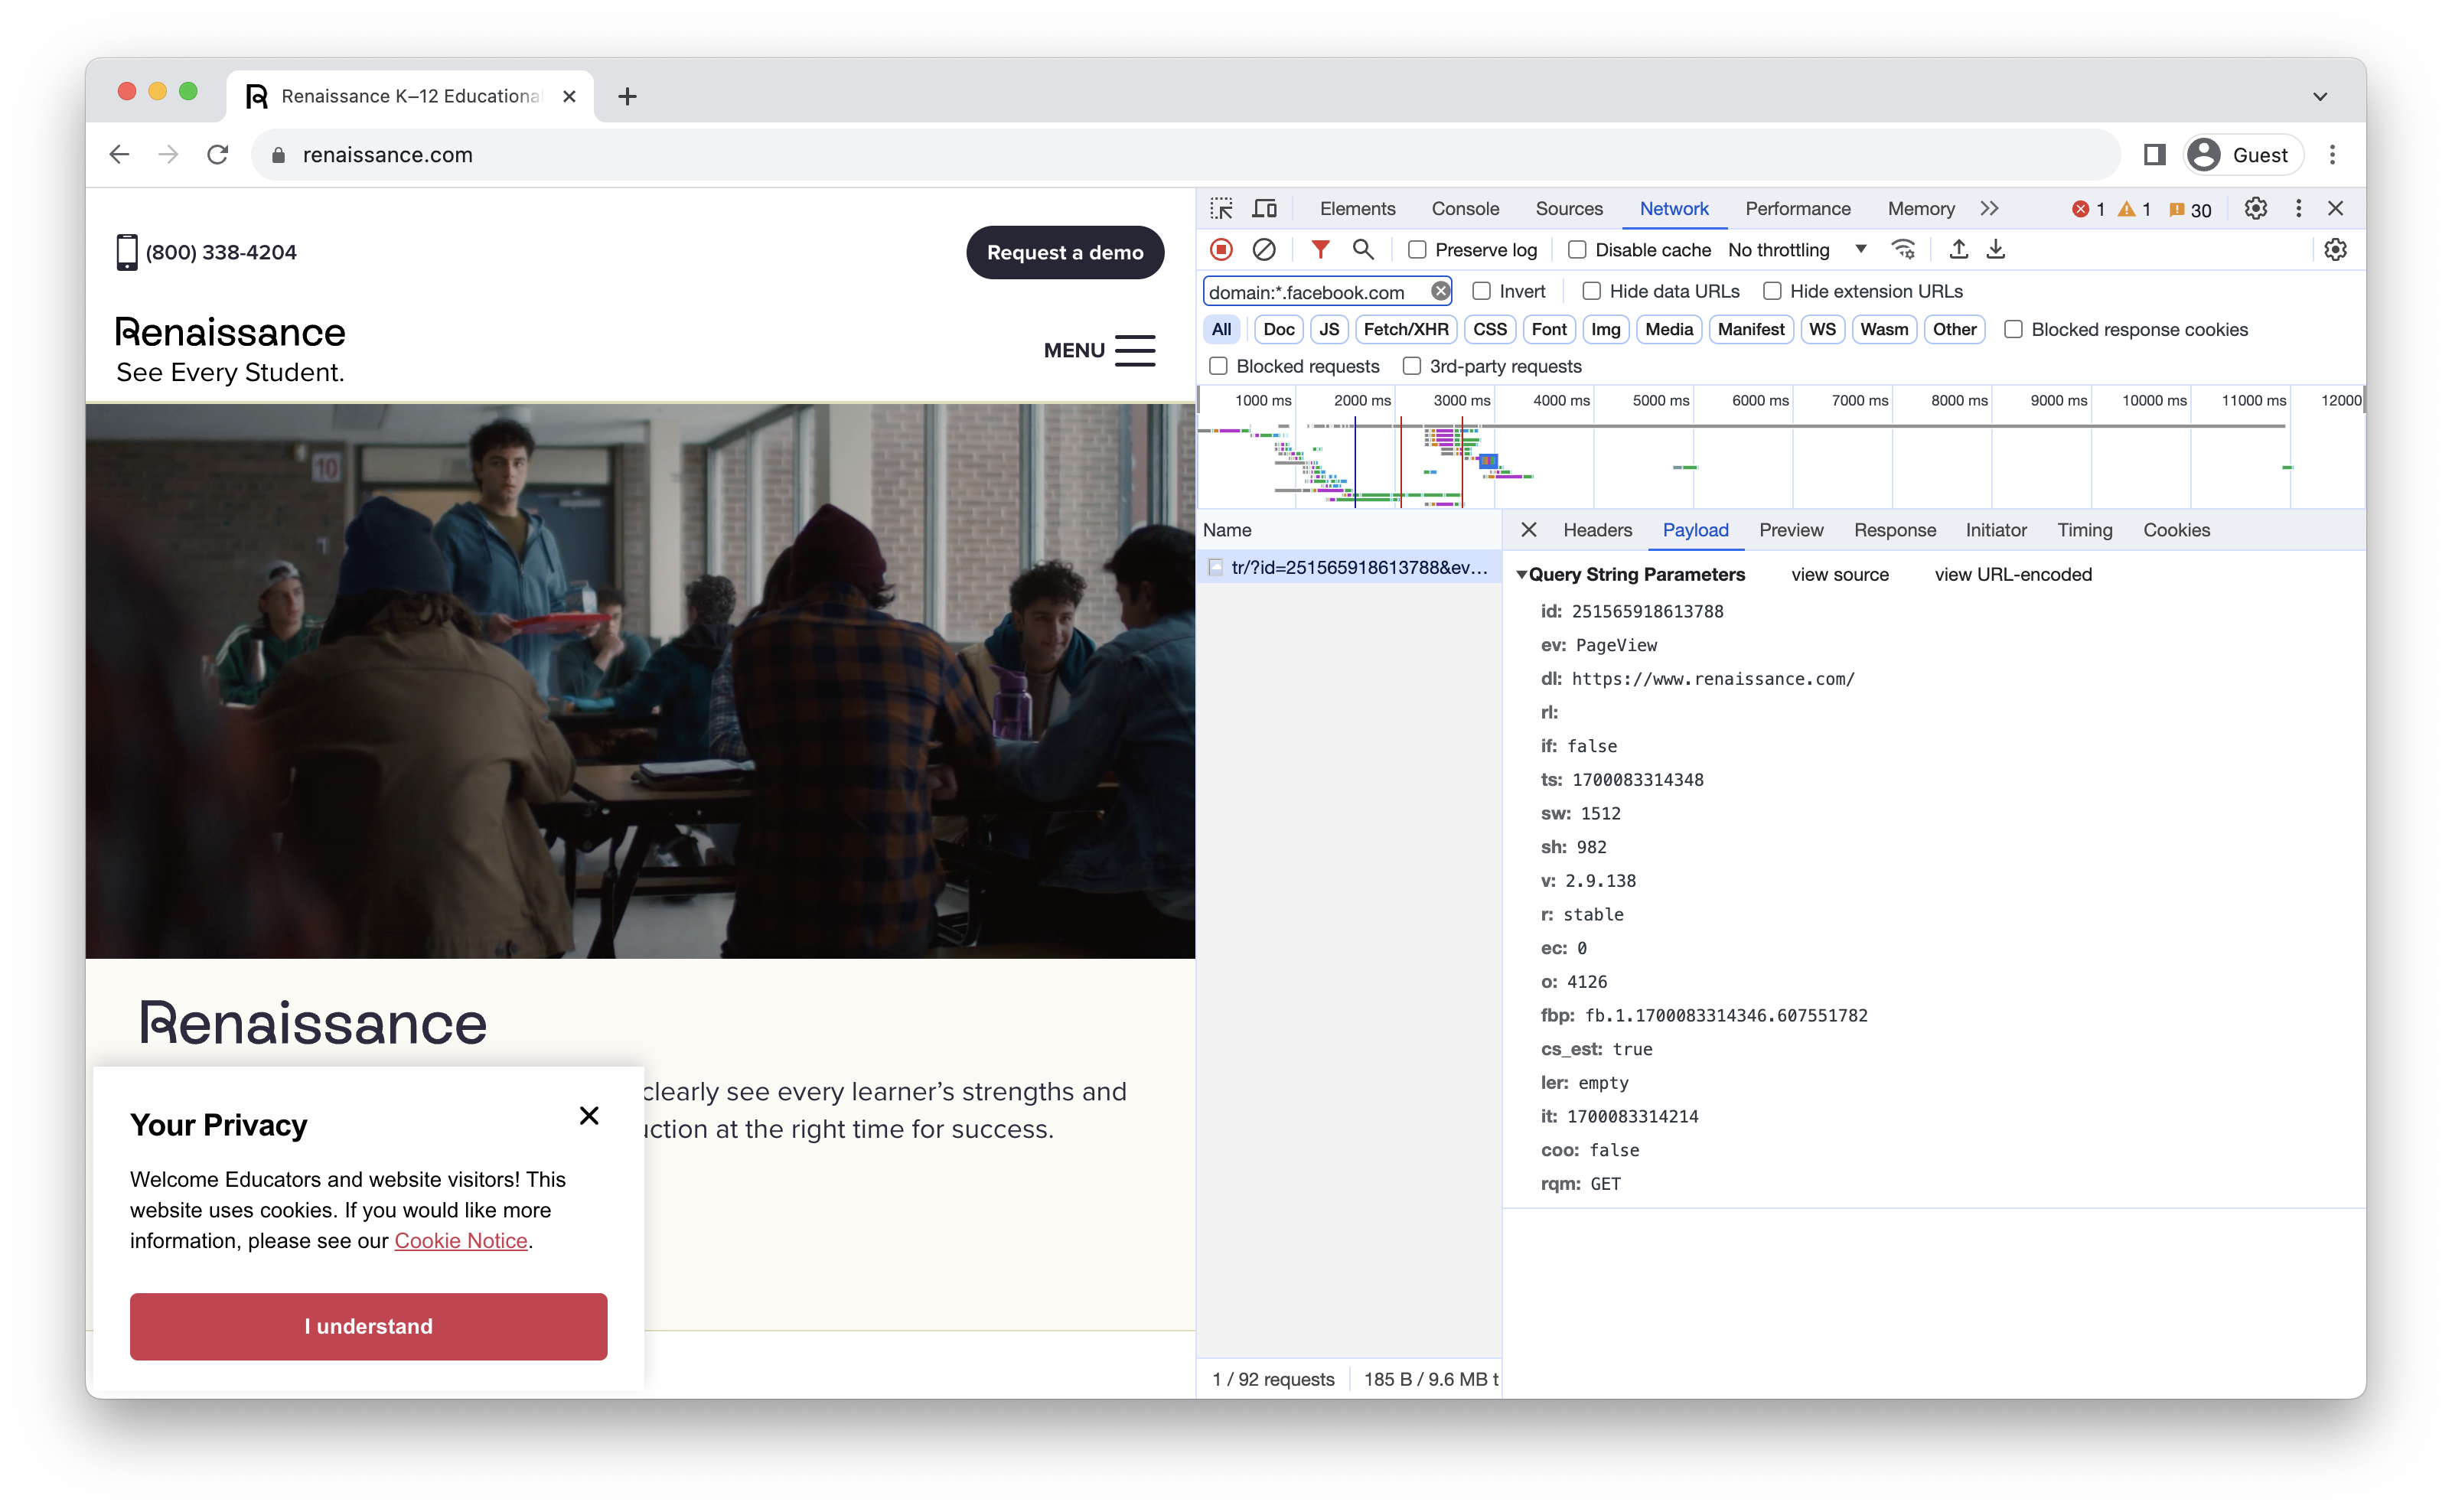 Renaissance K–12 Educationa
renaissance.com
Guest
(800) 338-4204
Request a demo
Renaissance
See Every Student.
MENU
10
Renaissance
clearly see every learner's strengths and
uction at the right time for success.
Your Privacy
Welcome Educators and website visitors! This
website uses cookies. If you would like more
information, please see our Cookie Notice.
I understand
Elements Console Sources Network Performance Memory 1 1 30
Preserve log Disable cache No throttling
domain:*.facebook.com Invert Hide data URLs Hide extension URLs
All Doc JS Fetch/XHR CSS Font Img Media Manifest WS Wasm Other Blocked response cookies
Blocked requests 3rd-party requests
1000 ms 2000 ms 3000 ms 4000 ms 5000 ms 6000 ms 7000 ms 8000 ms 9000 ms 10000 ms 11000 ms 12000
Name
tr/?id=251565918613788&ev…
1 / 92 requests 185 B / 9.6 MB t
Headers Payload Preview Response Initiator Timing Cookies
Query String Parameters view source view URL-encoded
id: 251565918613788
ev: PageView
dl: https://www.renaissance.com/
rl:
if: false
ts: 1700083314348
sw: 1512
sh: 982
v: 2.9.138
r: stable
ec: 0
o: 4126
fbp: fb.1.1700083314346.607551782
cs_est: true
ler: empty
it: 1700083314214
coo: false
rqm: GET